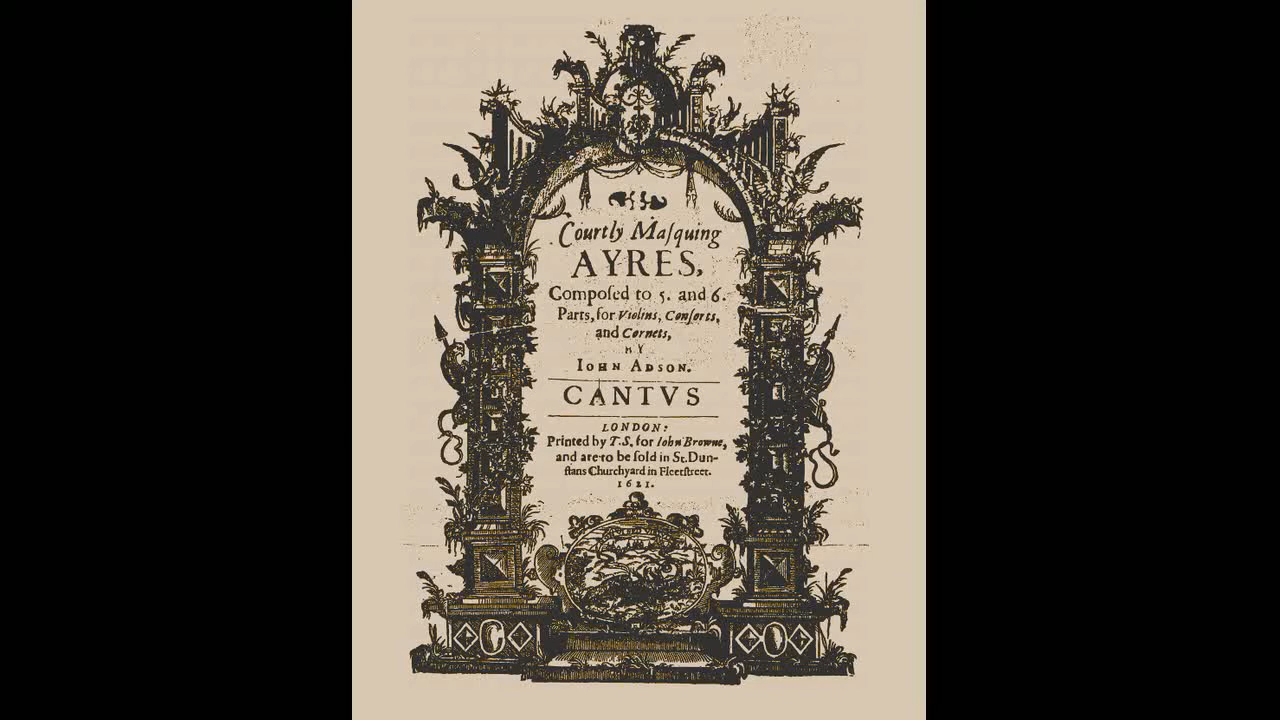 Courtly Maſquing
AYRES,
Compoſed to 5. and 6.
Parts, for Violins, Conſorts,
and Cornets,
BY
IOHN ADSON.
CANTVS
LONDON:
Printed by T.S. for Iohn Browne,
and are to be ſold in St. Dun-
ſtans Churchyard in Fleetſtreet.
1621.